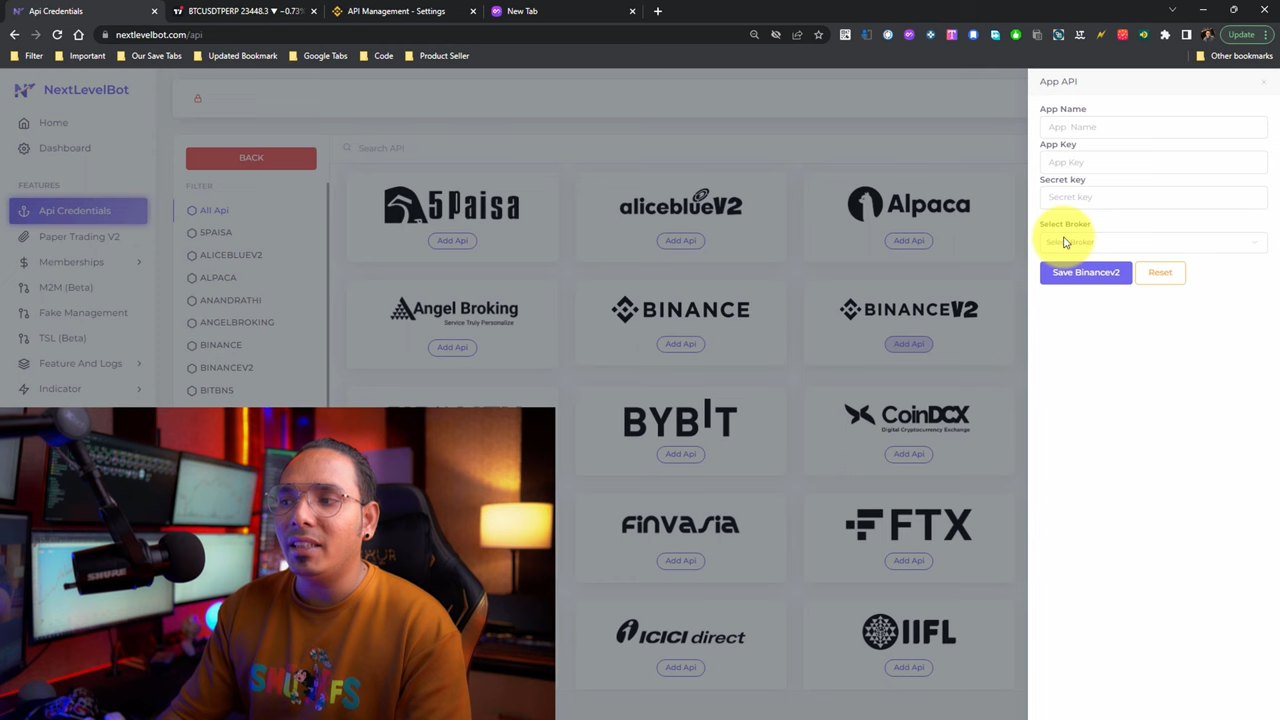 Api Credentials
BTCUSDTPERP 23448.3 ▼ −0.73%
API Management - Settings
New Tab
nextlevelbot.com/api
Update
Filter
Important
Our Save Tabs
Updated Bookmark
Google Tabs
Code
Product Seller
Other bookmarks
NextLevelBot
Home
Dashboard
FEATURES
Api Credentials
Paper Trading V2
Memberships
M2M (Beta)
Fake Management
TSL (Beta)
Feature And Logs
Indicator
BACK
FILTER
All Api
5PAISA
ALICEBLUEV2
ALPACA
ANANDRATHI
ANGELBROKING
BINANCE
BINANCEV2
BITBNS
Search API
5Paisa
Add Api
aliceblueV2
Add Api
Alpaca
Add Api
Angel Broking
Service Truly Personalize
Add Api
BINANCE
Add Api
BINANCEV2
Add Api
BYBIT
Add Api
CoinDCX
Digital Cryptocurrency Exchange
Add Api
FINVASIA
Add Api
FTX
Add Api
ICICI direct
Add Api
IIFL
Add Api
App API
App Name
App Name
App Key
App Key
Secret key
Secret key
Select Broker
Select Broker
Save Binancev2
Reset
SHURE